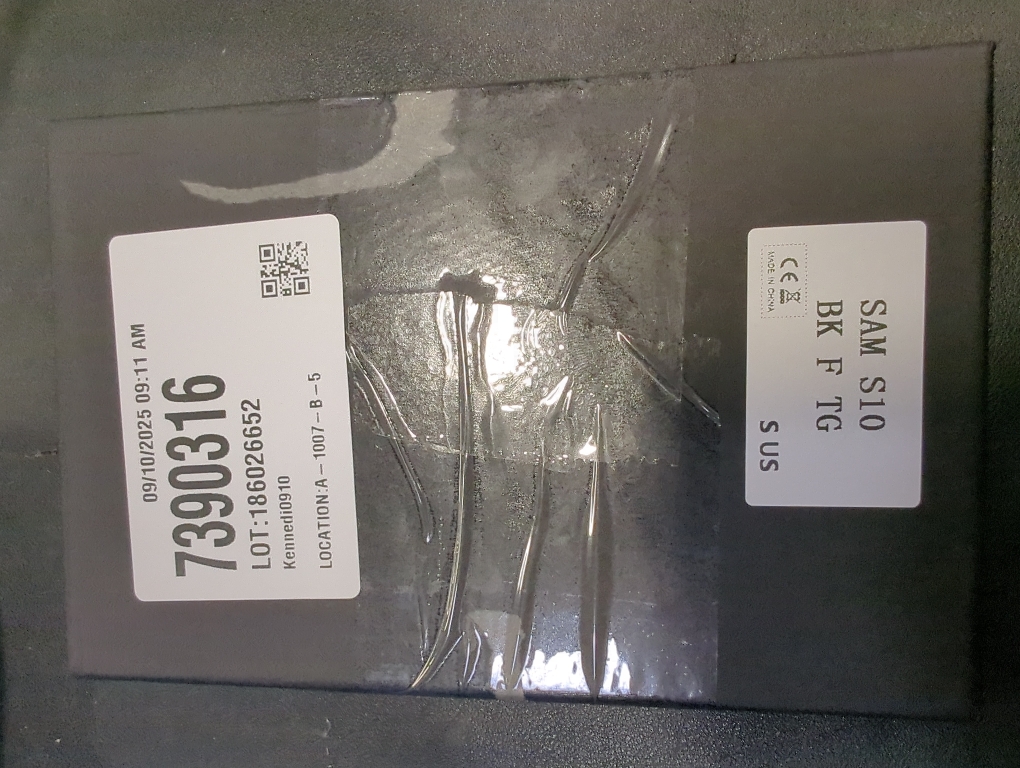 09/10/2025 09:11 AM
7390316
LOT:186026652
Kennedi0910
LOCATION:A-1007-B-5
SAM S10
BK F TG
CE
MADE IN CHINA
S US